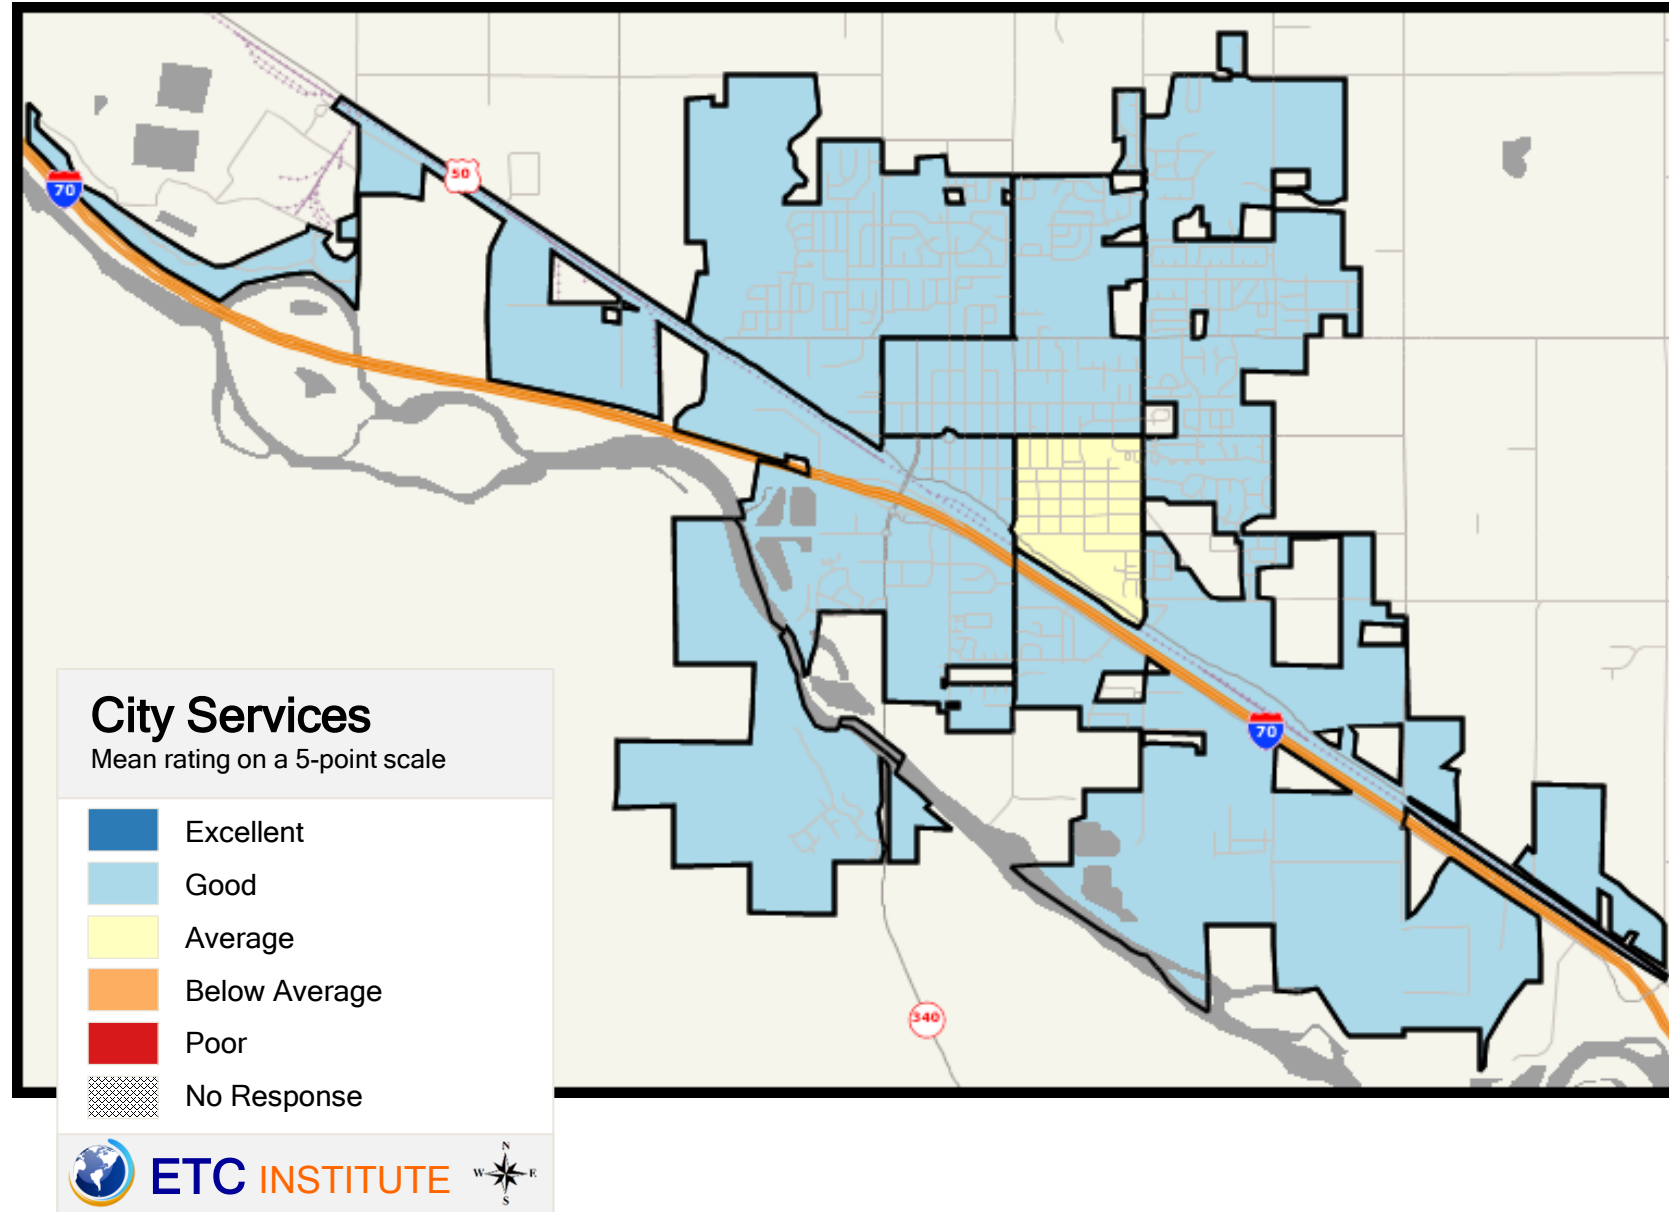 50
70
70
340
City Services
Mean rating on a 5-point scale
Excellent
Good
Average
Below Average
Poor
No Response
ETC INSTITUTE
N
W E
S